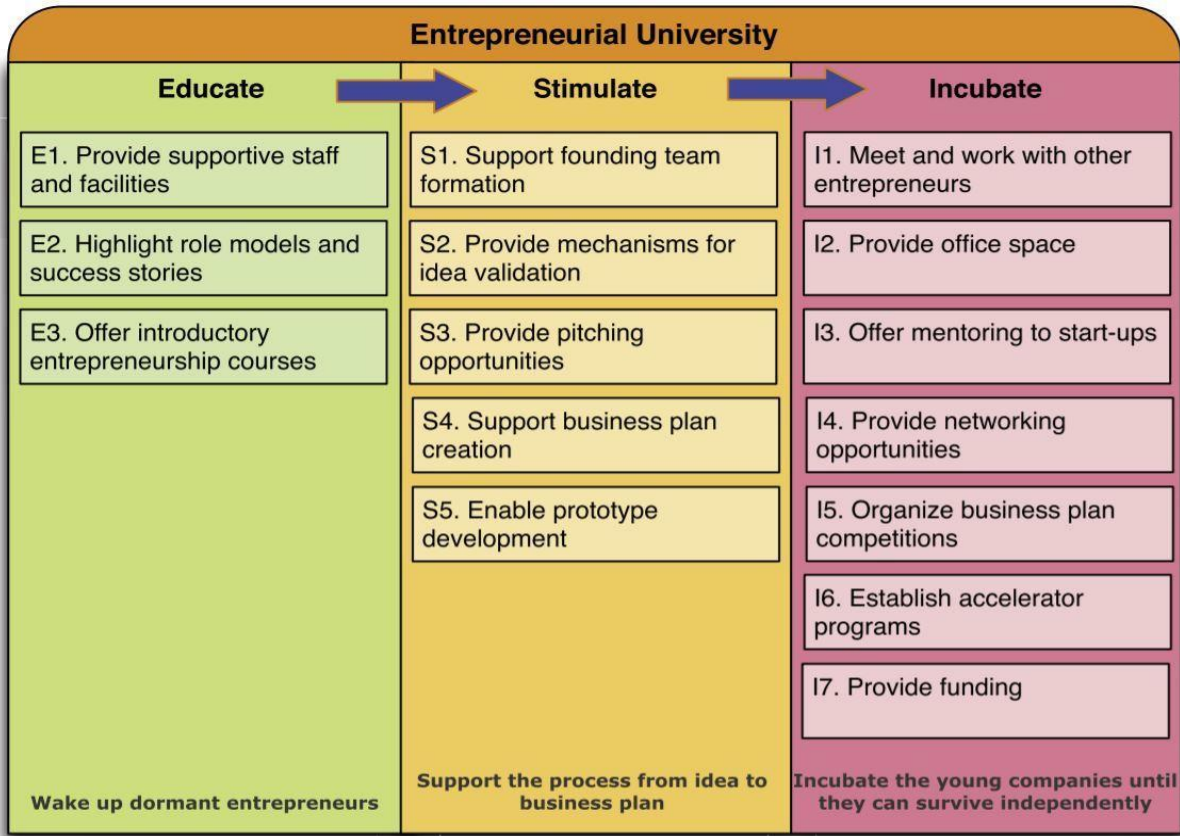 Entrepreneurial University
Educate
E1. Provide supportive staff
and facilities
E2. Highlight role models and
success stories
E3. Offer introductory
entrepreneurship courses
Wake up dormant entrepreneurs
Stimulate
S1. Support founding team
formation
S2. Provide mechanisms for
idea validation
S3. Provide pitching
opportunities
S4. Support business plan
creation
S5. Enable prototype
development
Support the process from idea to
business plan
Incubate
I1. Meet and work with other
entrepreneurs
I2. Provide office space
I3. Offer mentoring to start-ups
I4. Provide networking
opportunities
I5. Organize business plan
competitions
I6. Establish accelerator
programs
I7. Provide funding
Incubate the young companies until
they can survive independently